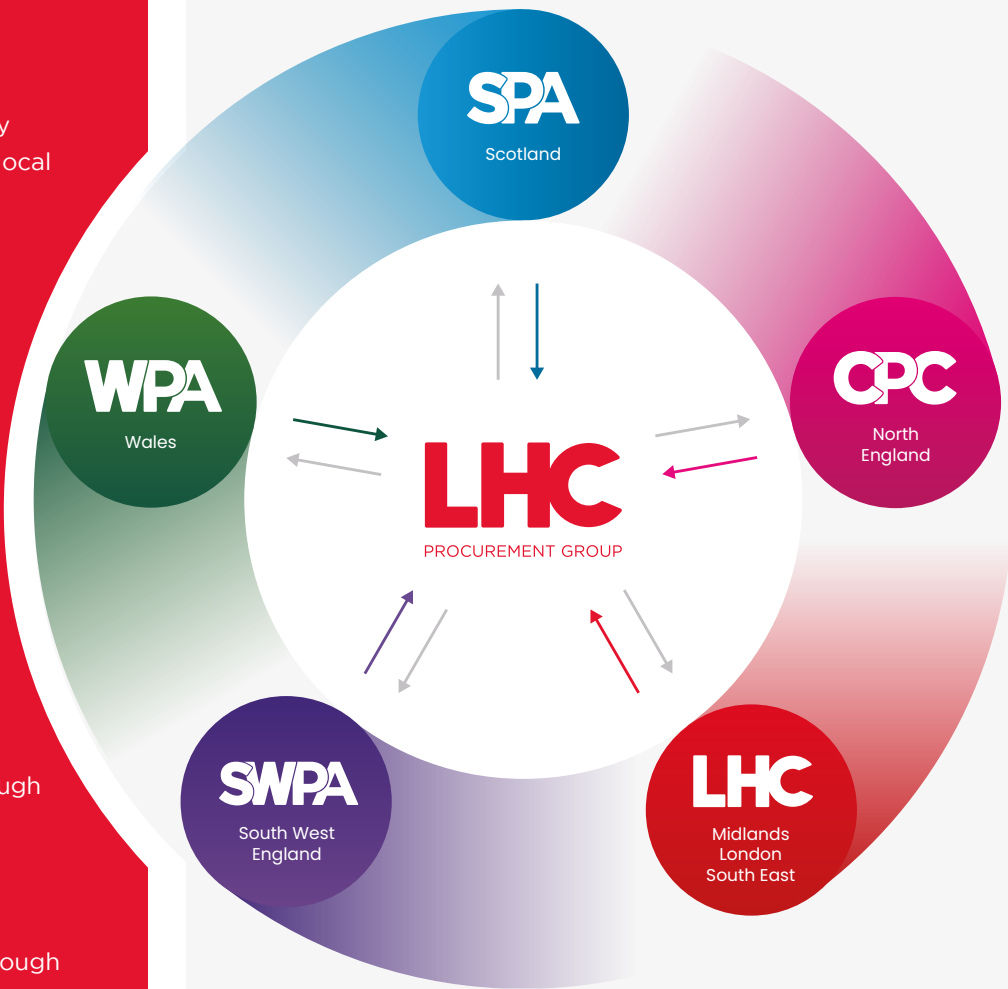 ocal
ugh
ough
SPA
Scotland
WPA
Wales
CPC
North
England
LHC
PROCUREMENT GROUP
SWPA
South West
England
LHC
Midlands
London
South East